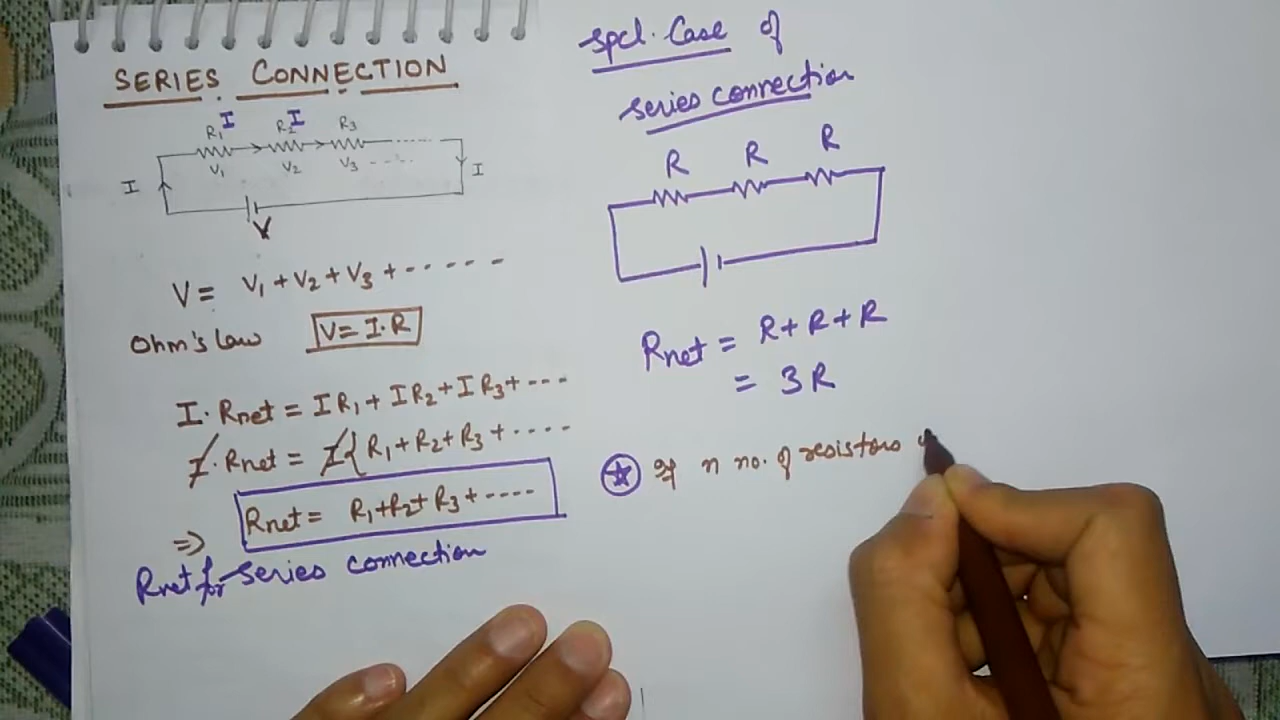 SERIES CONNECTION
I I
R₁ R₂ R₃
V₁ V₂ V₃ ----
I I
V
V = V₁ + V₂ + V₃ + ------
Ohm's law V = I·R
I·Rnet = IR₁ + IR₂ + IR₃ + ---
I·Rnet = I{R₁ + R₂ + R₃ + ----
=> Rnet = R₁+R₂+R₃+----
Rnet for series connection
spcl. Case of
series connection
R R R
Rnet = R+R+R
= 3R
If n no. of resistors